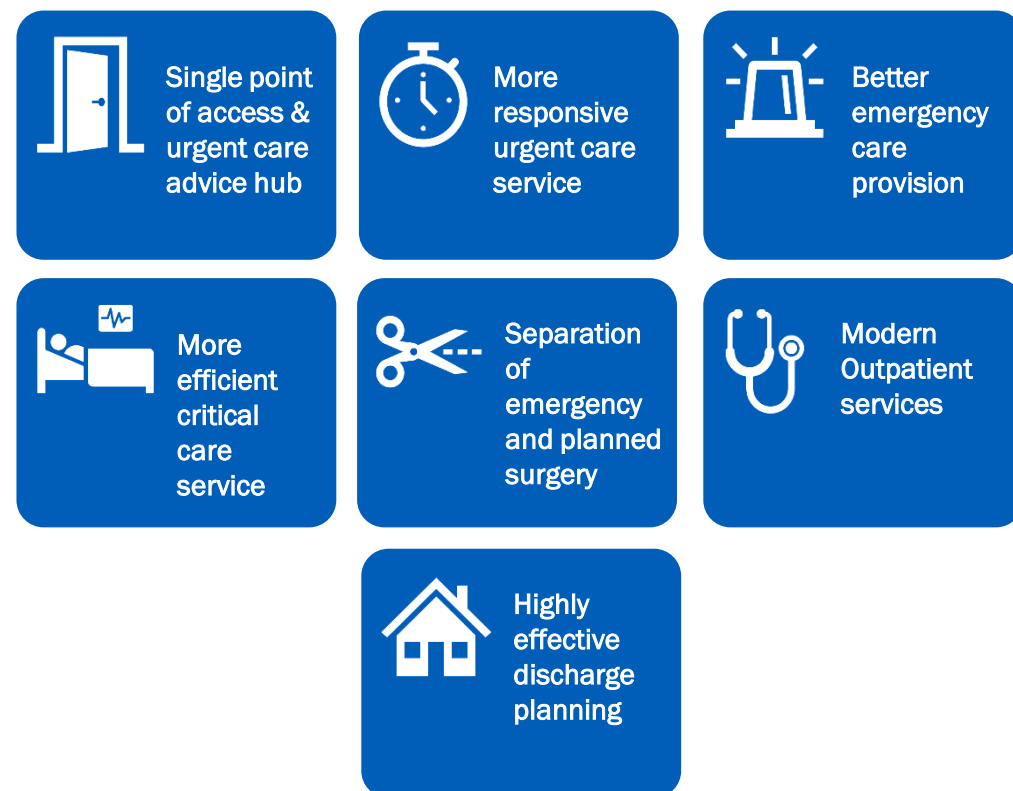 Single point
of access &
urgent care
advice hub
More
responsive
urgent care
service
Better
emergency
care
provision
More
efficient
critical
care
service
Separation
of
emergency
and planned
surgery
Modern
Outpatient
services
Highly
effective
discharge
planning